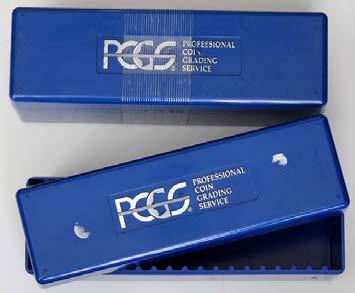 PCGS
PROFESSIONAL
COIN
GRADING
SERVICE
PCGS
PROFESSIONAL
COIN
GRADING
SERVICE